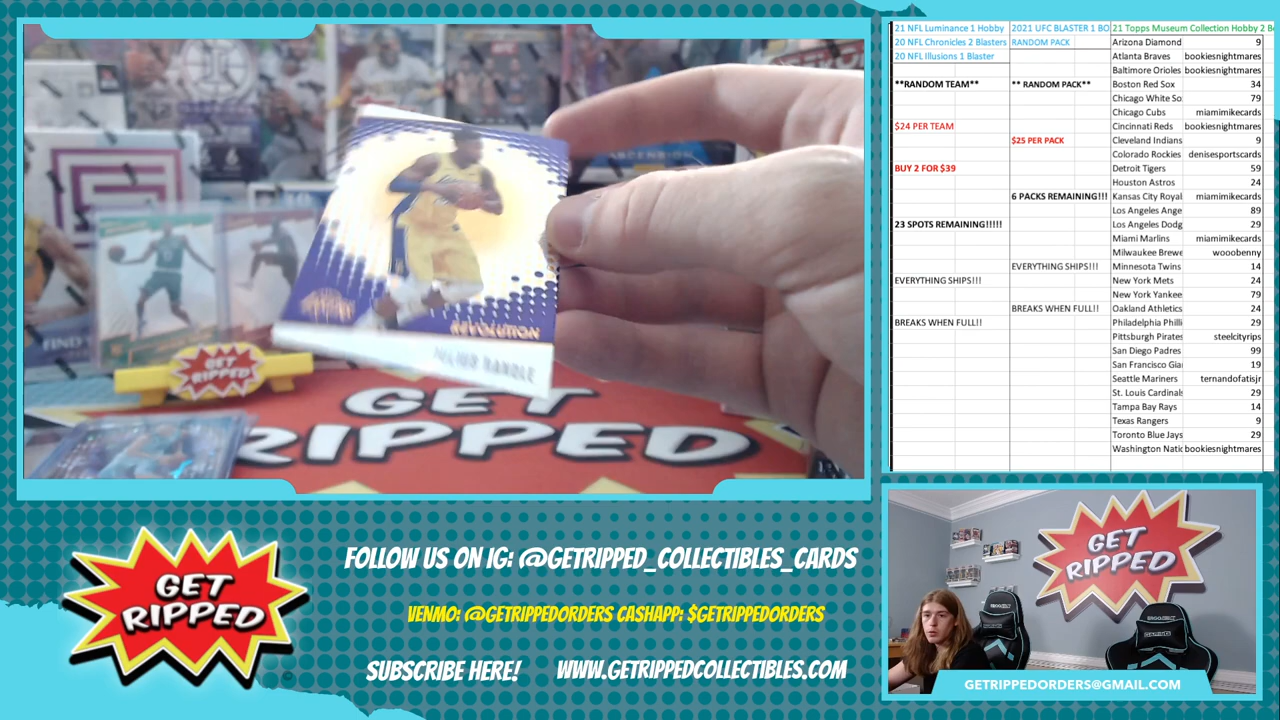 21 NFL Luminance 1 Hobby
20 NFL Chronicles 2 Blasters
20 NFL Illusions 1 Blaster
**RANDOM TEAM**
$24 PER TEAM
BUY 2 FOR $39
23 SPOTS REMAINING!!!!!
EVERYTHING SHIPS!!!
BREAKS WHEN FULL!!
2021 UFC BLASTER 1 BO
RANDOM PACK
** RANDOM PACK**
$25 PER PACK
6 PACKS REMAINING!!!
EVERYTHING SHIPS!!!
BREAKS WHEN FULL!!
21 Topps Museum Collection Hobby 2 B
Arizona Diamond 9
Atlanta Braves bookiesnightmares
Baltimore Orioles bookiesnightmares
Boston Red Sox 34
Chicago White So 79
Chicago Cubs miamimikecards
Cincinnati Reds bookiesnightmares
Cleveland Indians 9
Colorado Rockies denisesportscards
Detroit Tigers 59
Houston Astros 24
Kansas City Royal miamimikecards
Los Angeles Ange 89
Los Angeles Dodg 29
Miami Marlins miamimikecards
Milwaukee Brewe wooobenny
Minnesota Twins 14
New York Mets 24
New York Yankee 79
Oakland Athletics 24
Philadelphia Philli 29
Pittsburgh Pirates steelcityrips
San Diego Padres 99
San Francisco Gia 19
Seattle Mariners ternandofatisjr
St. Louis Cardinals 29
Tampa Bay Rays 14
Texas Rangers 9
Toronto Blue Jays 29
Washington Natio bookiesnightmares
REVOLUTION
JULIUS RANDLE
ASCENSION
FIND
GET
RIPPED
GET
RIPPED
GET
RIPPED
GET
RIPPED
FOLLOW US ON IG: @GETRIPPED_COLLECTIBLES_CARDS
VENMO: @GETRIPPEDORDERS CASHAPP: $GETRIPPEDORDERS
SUBSCRIBE HERE! WWW.GETRIPPEDCOLLECTIBLES.COM
GETRIPPEDORDERS@GMAIL.COM